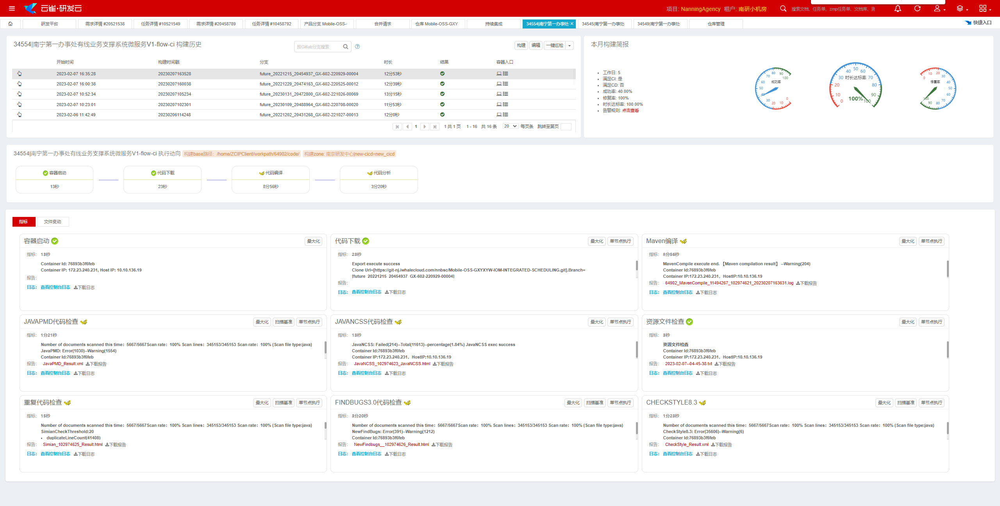 云雀·研发云
项目: NanningAgency 租户: 南研小机房
搜索文档、任务单、zmp任务单、文档库、测
研发平台
需求详情 #20521538
任务详情 #10521549
需求详情 #20458789
任务详情 #10458792
产品分支 Mobile-OSS-
合并请求
仓库 Mobile-OSS-GXY
持续集成
34554|南宁第一办事处
34545|南宁第一办事处
34549|南宁第一办事处
仓库管理
快捷入口
34554|南宁第一办事处有线业务支撑系统微服务V1-flow-ci 构建历史
按Gitlab分支搜索
构建 编辑 一键巡检
开始时间 构建时间戳 分支 时长 结果 容器入口
2023-02-07 16:35:28 20230207163528 future_20221215_20454937_GX-602-220929-00004 12分53秒
2023-02-07 16:00:38 20230207160038 future_20221229_20474163_GX-602-220525-00012 12分39秒
2023-02-07 10:52:34 20230207105234 future_20230131_20472800_GX-602-221026-00069 13分15秒
2023-02-07 10:23:01 20230207102301 future_20230109_20488964_GX-602-220708-00020 11分53秒
2023-02-06 11:42:49 20230206114248 future_20221202_20431268_GX-602-221027-00013 12分0秒
1 1 共 1 页 1 - 16 共 16 条 20 每页条 跳转至第页
本月构建简报
工作日: 5
满足CI: 是
满足CD: 否
成功率: 40.00%
修复率: 100%
时长达标率: 100.00%
告警规则: 点击查看
成功率
0 10 20 30 40 50 60 70 80 90 100
时长达标率
0 10 20 30 40 50 60 70 80 90 100
100%
修复率
0 10 20 30 40 50 60 70 80 90 100
34554|南宁第一办事处有线业务支撑系统微服务V1-flow-ci 执行动向 构建base路径：/home/ZCIPClient/workpath/64902/code/ 构建zone: 南京研发中心|new-cicd=new_cicd
容器启动
13秒
代码下载
23秒
代码编译
8分56秒
代码分析
3分20秒
指标 文件变动
容器启动 最大化
指标: 13秒
Container Id: 76893b3f6feb
Container IP: 172.23.240.231, Host IP: 10.10.136.19
报告:
日志: 查看控制台日志 下载日志
代码下载 最大化 单节点执行
指标: 23秒
Export execute success
Clone Url=[https://git-nj.iwhalecloud.com/nnbsc/Mobile-OSS-GXYXYW-IOM-INTEGRATED-SCHEDULING.git].Branch=
[future_20221215_20454937_GX-602-220929-00004]
报告:
日志: 查看控制台日志 下载日志
Maven编译 最大化 单节点执行
指标: 8分56秒
MavenCompile execute end. 【Maven compilation result】 --Warning(204)
Container Id:76893b3f6feb
Container IP:172.23.240.231，HostIP:10.10.136.19
报告: 64902_MavenCompile_11494267_102974621_20230207163631.log 下载报告
日志: 查看控制台日志 下载日志
JAVAPMD代码检查 最大化 扫描基准 单节点执行
指标: 1分21秒
Number of documents scanned this time：5667/5667Scan rate：100% Scan lines：345153/345153 Scan rate：100% (Scan file type:java)
JavaPMD: Error(1030)--Warning(1554)
Container Id:76893b3f6feb
报告: JavaPMD_Result.xml 下载报告
日志: 查看控制台日志 下载日志
JAVANCSS代码检查 最大化 单节点执行
指标: 13秒
JavaNCSS: Failed(214)--Total(11613)--percentage(1.84%) JavaNCSS exec success
Container Id:76893b3f6feb
Container IP:172.23.240.231，HostIP:10.10.136.19
报告: JavaNCSS_102974623_JavaNCSS.html 下载报告
日志: 查看控制台日志 下载日志
资源文件检查 最大化 单节点执行
指标: 3秒
资源文件检查
Container Id:76893b3f6feb
Container IP:172.23.240.231，HostIP:10.10.136.19
报告: 2023-02-07--04-45-38.txt 下载报告
日志: 查看控制台日志 下载日志
重复代码检查 最大化 扫描基准 单节点执行
指标: 15秒
Number of documents scanned this time：5667/5667Scan rate：100% Scan lines：345153/345153 Scan rate：100% (Scan file type:java)
SimianCheckThreshold:20
duplicateLineCount(41408)
报告: Simian_102974625_Result.html 下载报告
日志: 查看控制台日志 下载日志
FINDBUGS3.0代码检查 最大化 扫描基准 单节点执行
指标: 3分20秒
Number of documents scanned this time：5667/5667Scan rate：100% Scan lines：345153/345153 Scan rate：100% (Scan file type:java)
NewFindBugs: Error(391)--Warning(1212)
Container Id:76893b3f6feb
报告: NewFindbugs__102974626_Result.html 下载报告
日志: 查看控制台日志 下载日志
CHECKSTYLE8.3 最大化 扫描基准 单节点执行
指标: 1分23秒
Number of documents scanned this time：5667/5667Scan rate：100% Scan lines：345153/345153 Scan rate：100% (Scan file type:java)
CheckStyle8.3: Error(35606)--Warning(6)
Container Id:76893b3f6feb
报告: CheckStyle_Result.xml 下载报告
日志: 查看控制台日志 下载日志